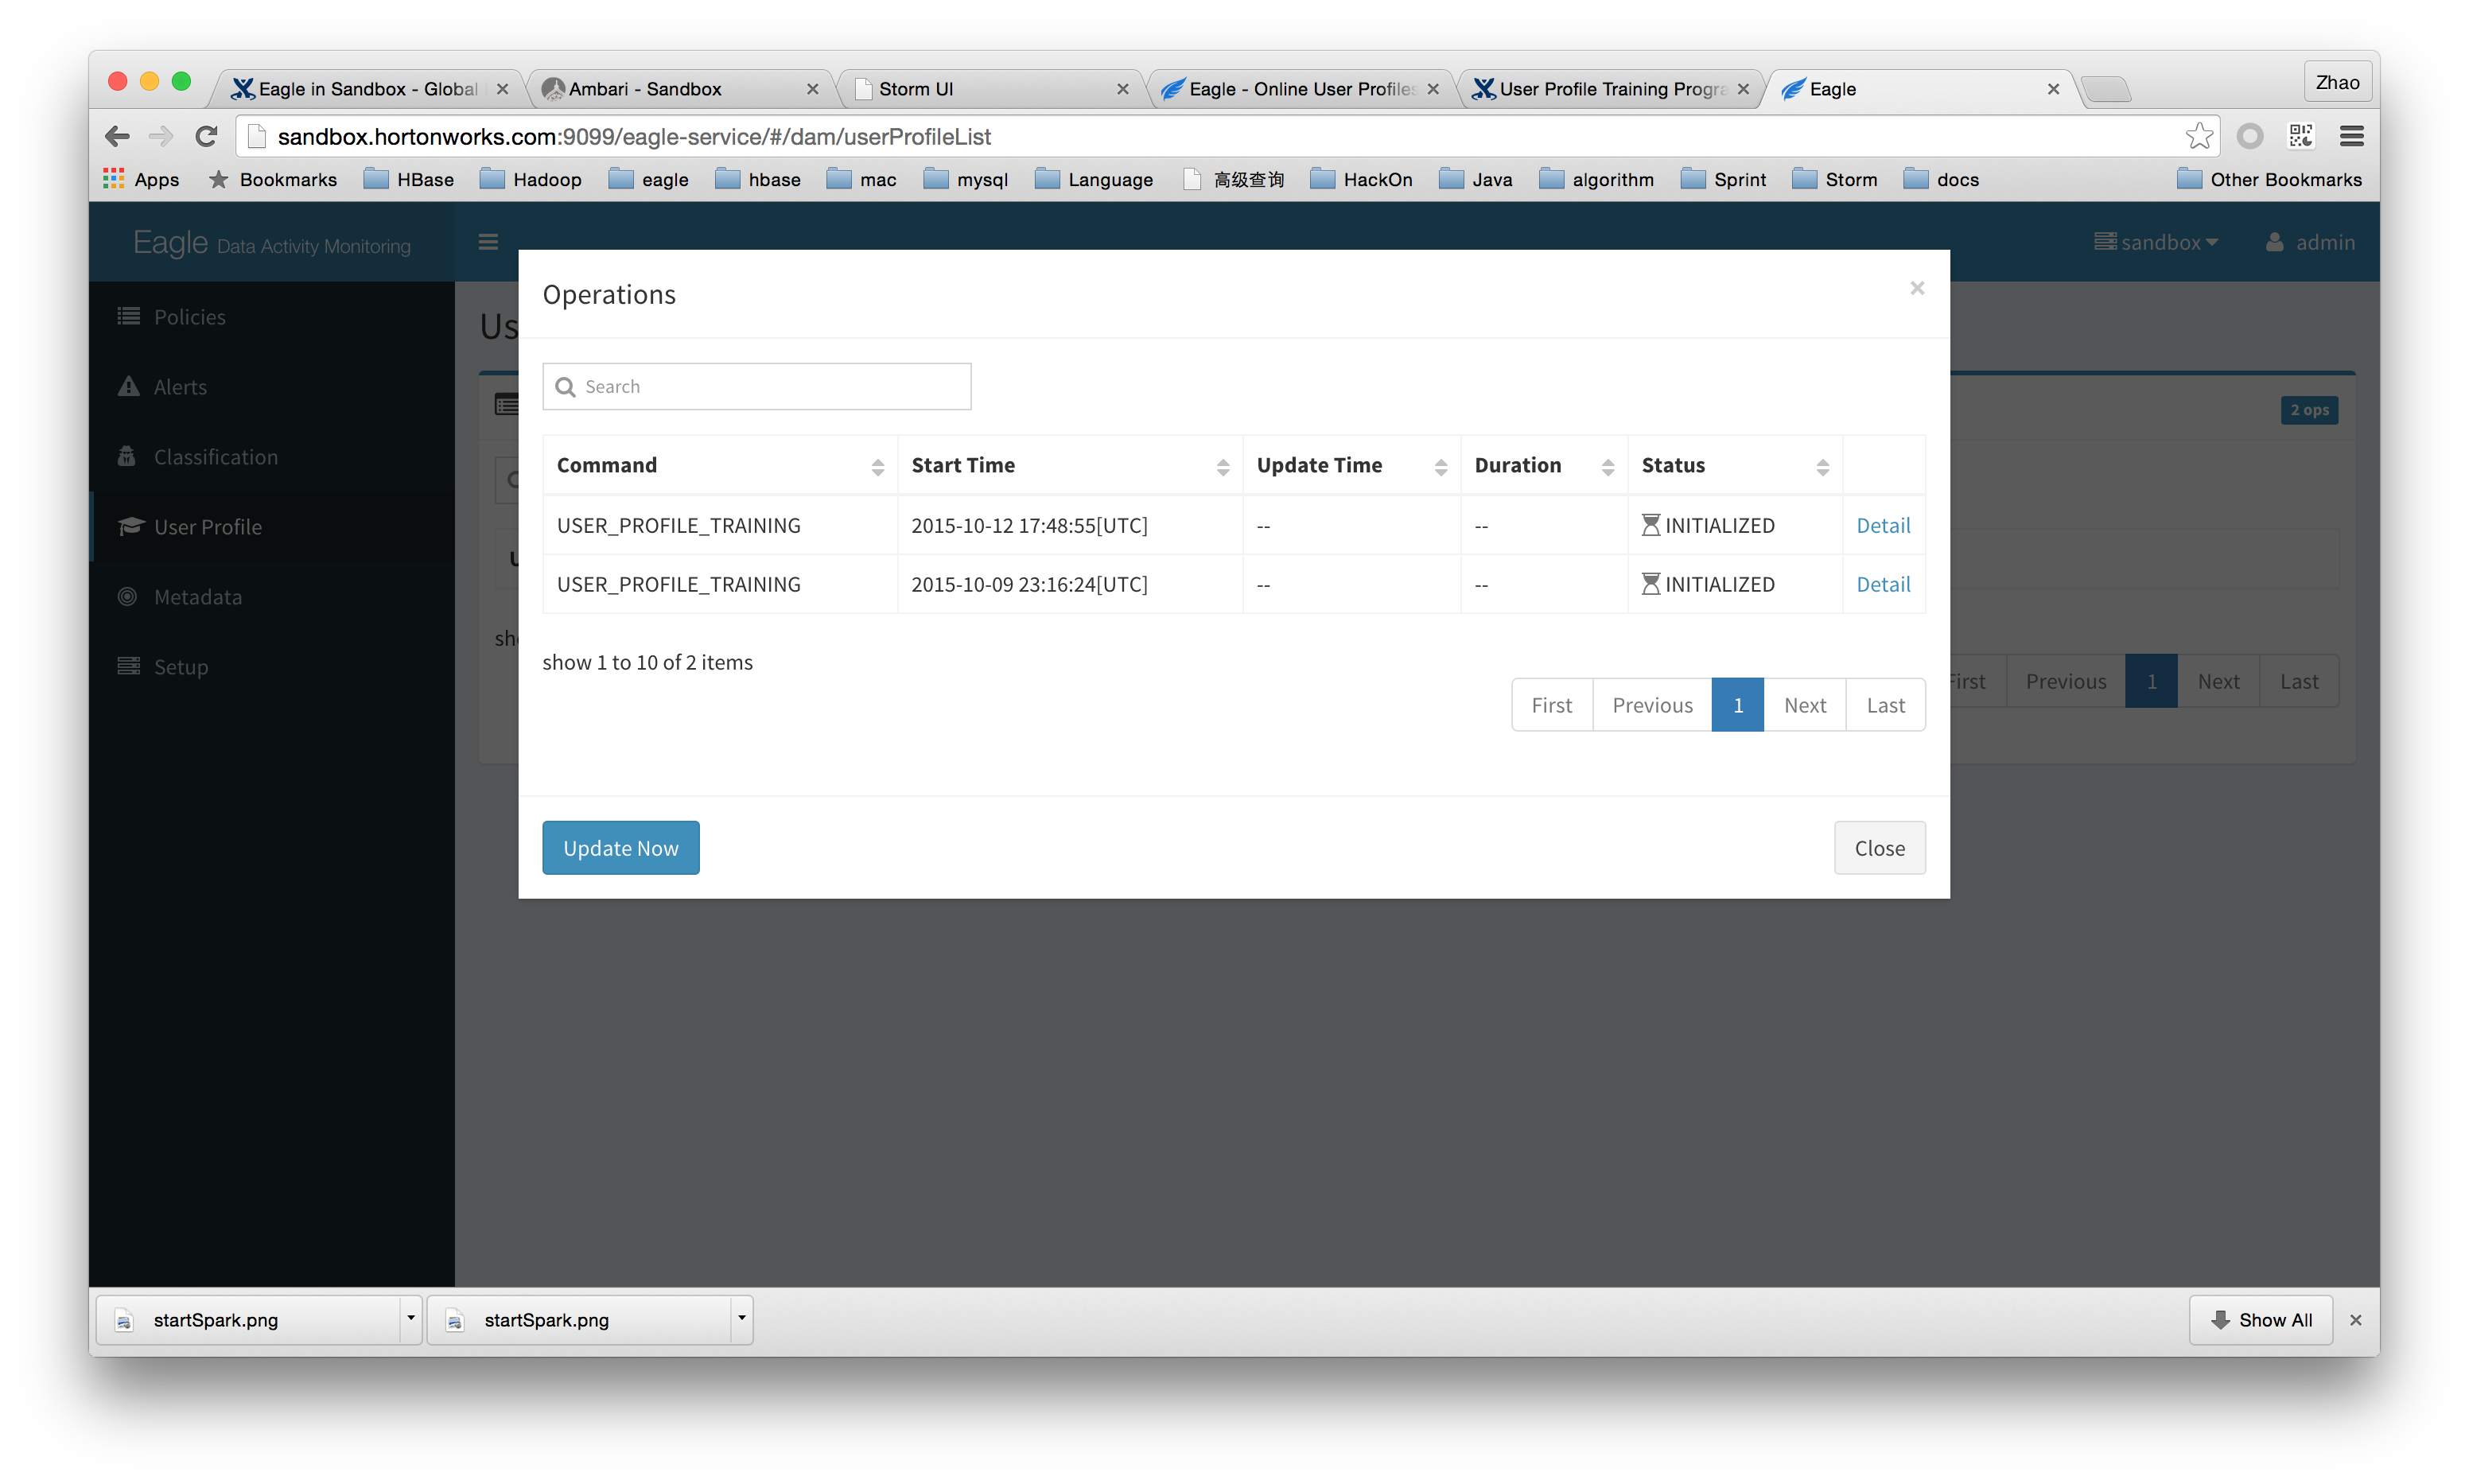 Eagle in Sandbox - Global
Ambari - Sandbox
Storm UI
Eagle - Online User Profiles
User Profile Training Progra
Eagle
Zhao
sandbox.hortonworks.com:9099/eagle-service/#/dam/userProfileList
Apps Bookmarks HBase Hadoop eagle hbase mac mysql Language 高级查询 HackOn Java algorithm Sprint Storm docs Other Bookmarks
Eagle Data Activity Monitoring
sandbox
admin
Policies
Alerts
Classification
User Profile
Metadata
Setup
Us
2 ops
U
sh
First Previous 1 Next Last
Operations
×
Search
Command Start Time Update Time Duration Status
USER_PROFILE_TRAINING 2015-10-12 17:48:55[UTC] -- -- INITIALIZED Detail
USER_PROFILE_TRAINING 2015-10-09 23:16:24[UTC] -- -- INITIALIZED Detail
show 1 to 10 of 2 items
First Previous 1 Next Last
Update Now
Close
startSpark.png
startSpark.png
Show All